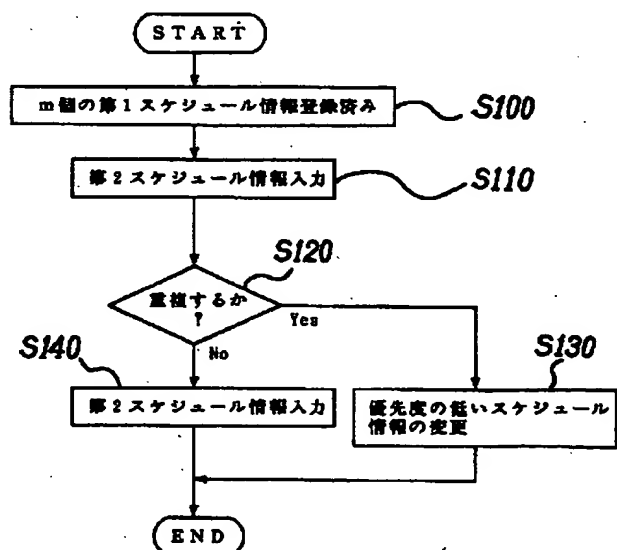 START
m個の第1スケジュール情報登録済み
S100
第2スケジュール情報入力
S110
S120
重複するか
?
Yes
No
S140
S130
第2スケジュール情報入力
優先度の低いスケジュール
情報の変更
END